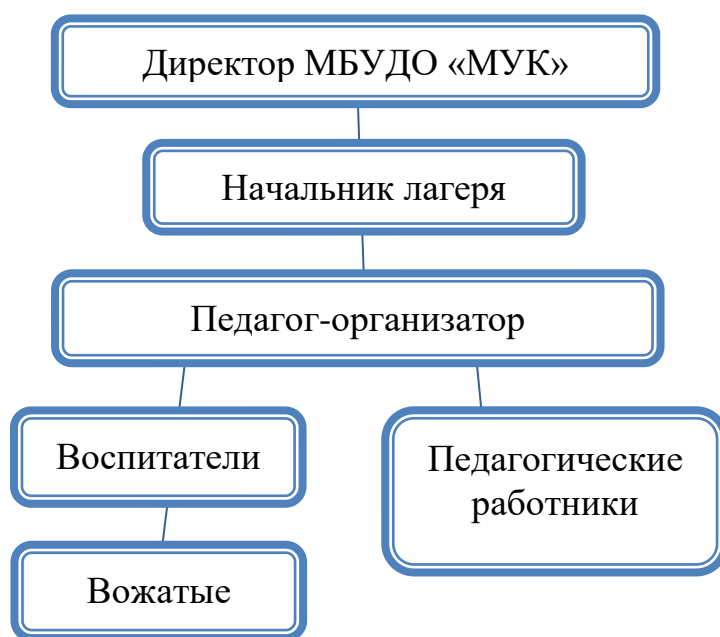 Директор МБУДО «МУК»
Начальник лагеря
Педагог-организатор
Воспитатели
Педагогические
работники
Вожатые